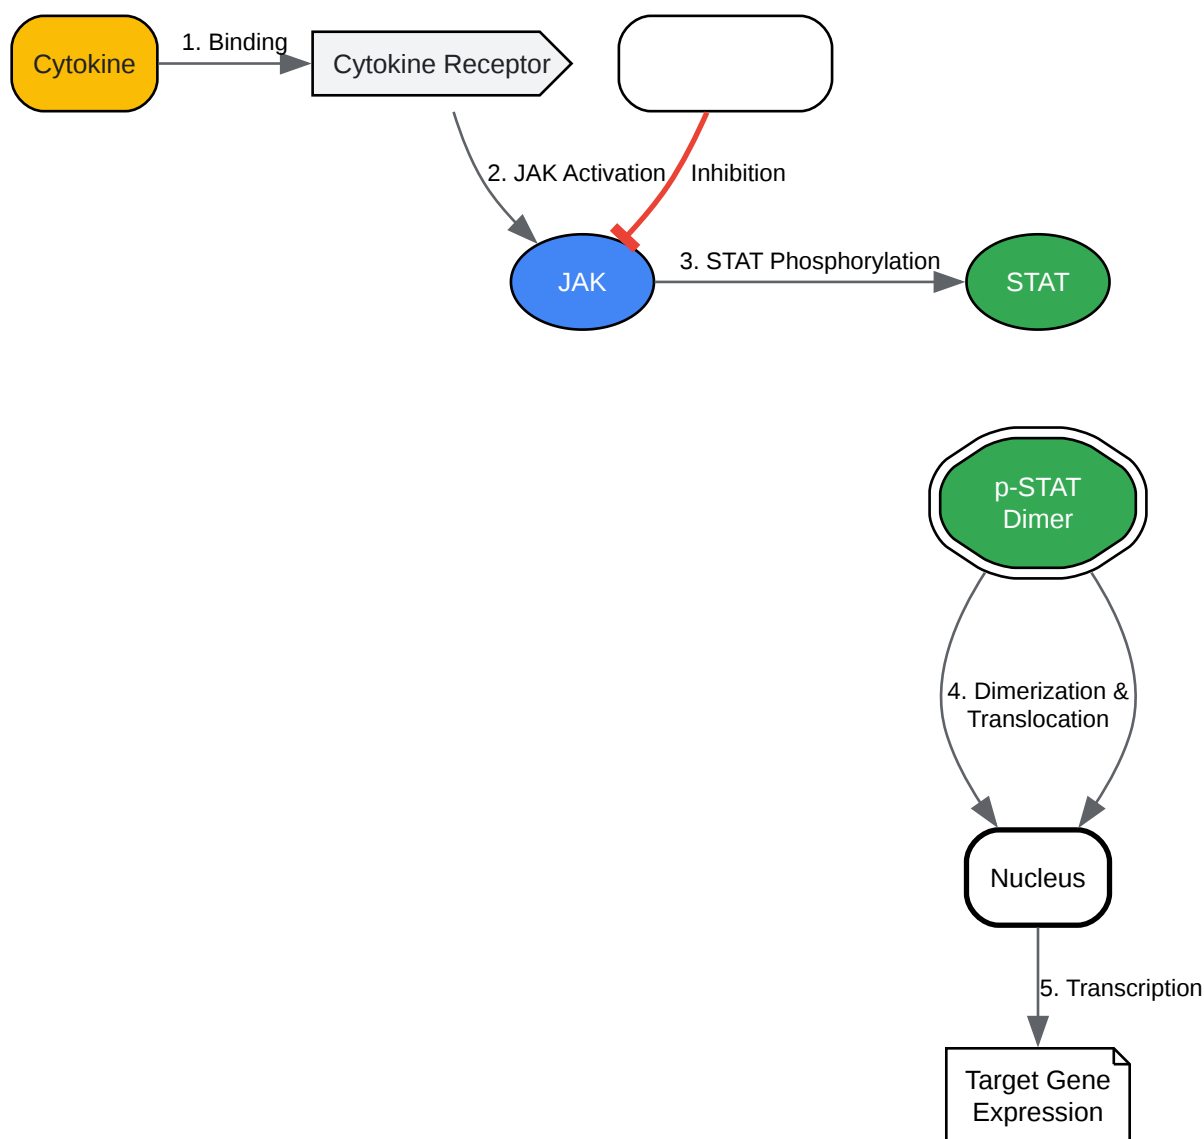 Cytokine
1. Binding
Cytokine Receptor
2. JAK Activation
Inhibition
JAK
3. STAT Phosphorylation
STAT
p-STAT
Dimer
4. Dimerization &
Translocation
Nucleus
5. Transcription
Target Gene
Expression